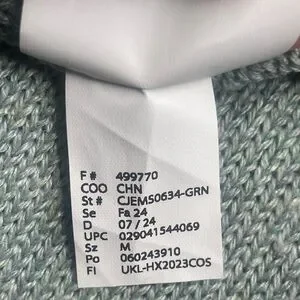 F # 499770
COO CHN
St # CJEMS0634-GRN
Se Fa 24
D 07 / 24
UPC 029041544069
Sz M
Po 060243910
FI UKL-HX2023COS